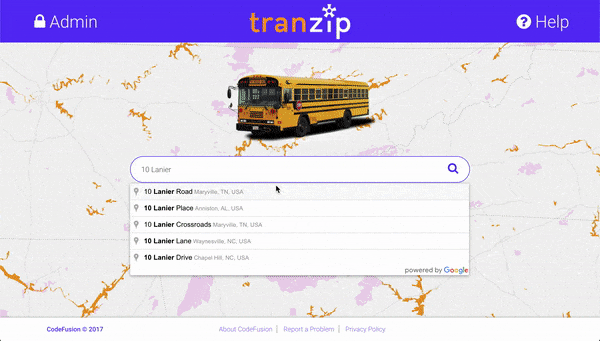 Admin
tranzip
Help
10 Lanier
10 Lanier Road Maryville, TN, USA
10 Lanier Place Anniston, AL, USA
10 Lanier Crossroads Maryville, TN, USA
10 Lanier Lane Waynesville, NC, USA
10 Lanier Drive Chapel Hill, NC, USA
powered by Google
CodeFusion © 2017
About CodeFusion | Report a Problem | Privacy Policy